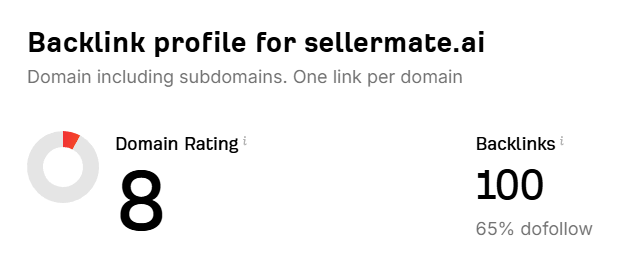 Backlink profile for sellermate.ai
Domain including subdomains. One link per domain
Domain Rating i
8
Backlinks i
100
65% dofollow